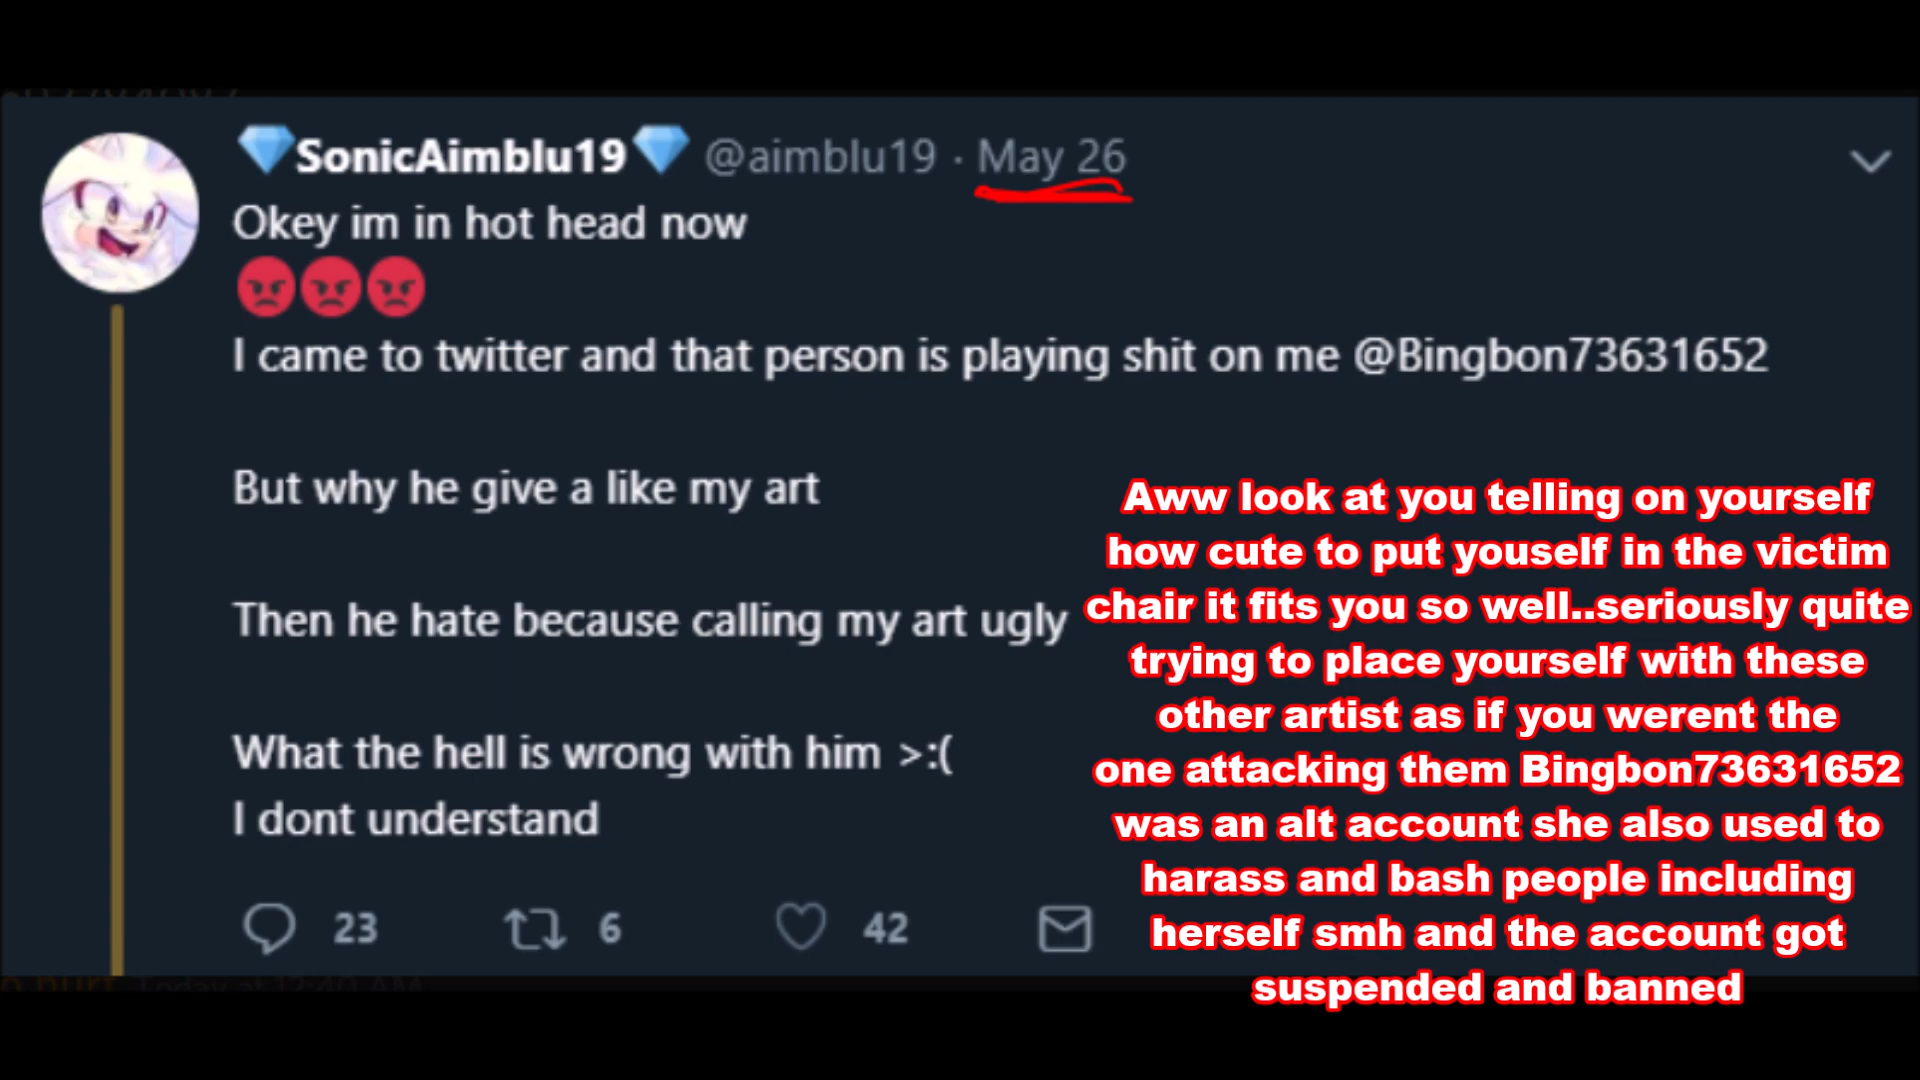 💎SonicAimblu19💎 @aimblu19 · May 26
Okey im in hot head now
😡😡😡
I came to twitter and that person is playing shit on me @Bingbon73631652
But why he give a like my art
Then he hate because calling my art ugly
What the hell is wrong with him >:(
I dont understand
23 6 42
Aww look at you telling on yourself
how cute to put youself in the victim
chair it fits you so well..seriously quite
trying to place yourself with these
other artist as if you werent the
one attacking them Bingbon73631652
was an alt account she also used to
harass and bash people including
herself smh and the account got
suspended and banned
Today at 12:40 AM